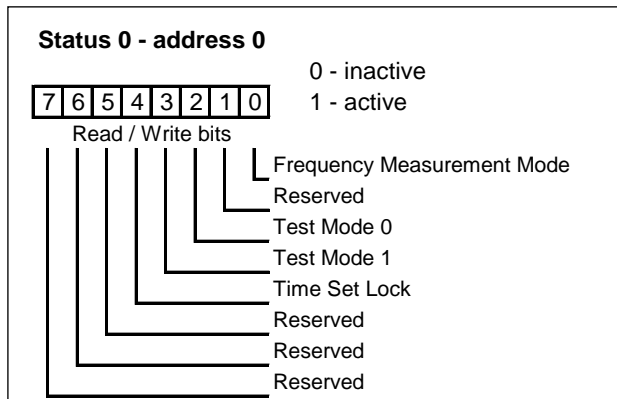 Status 0 - address 0
0 - inactive
1 - active
7 6 5 4 3 2 1 0
Read / Write bits
Frequency Measurement Mode
Reserved
Test Mode 0
Test Mode 1
Time Set Lock
Reserved
Reserved
Reserved